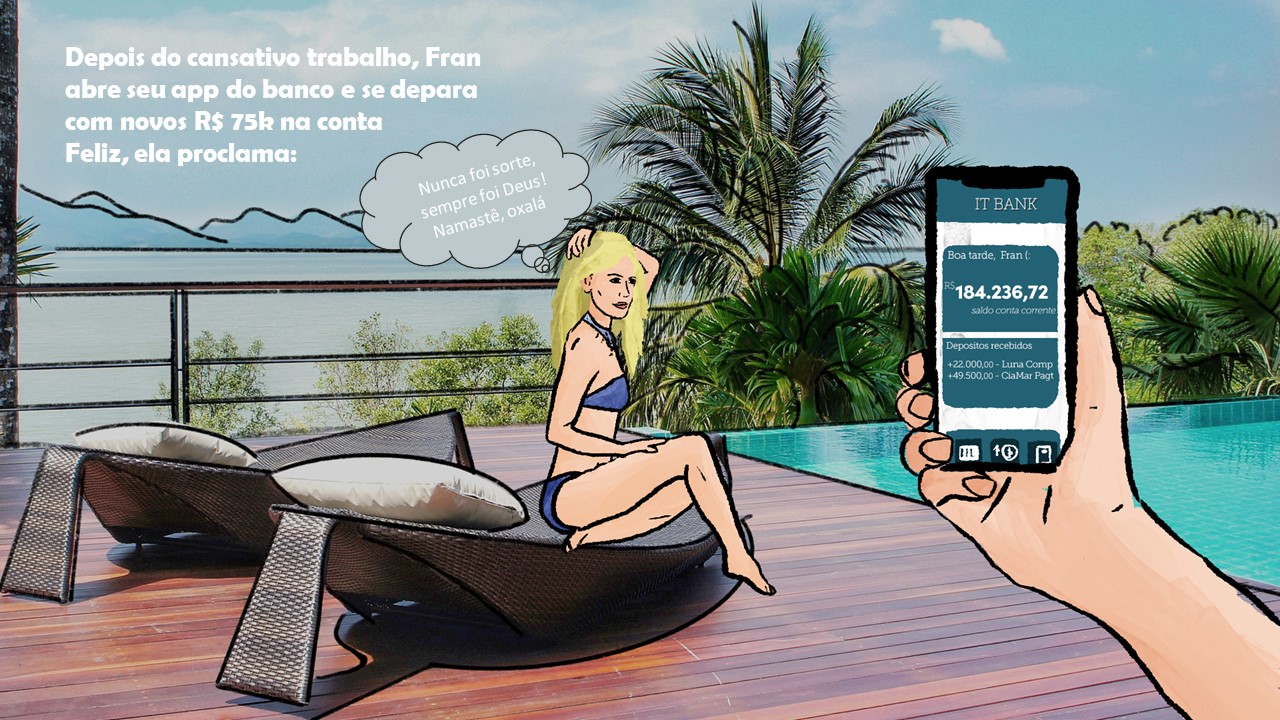 Depois do cansativo trabalho, Fran
abre seu app do banco e se depara
com novos R$ 75k na conta
Feliz, ela proclama:
Nunca foi sorte,
sempre foi Deus!
Namastê, oxalá
IT BANK
Boa tarde, Fran (:
R$ 184.236,72
saldo conta corrente
Depositos recebidos
+22.000,00 - Luna Comp
+49.500,00 - CiaMar Pagt